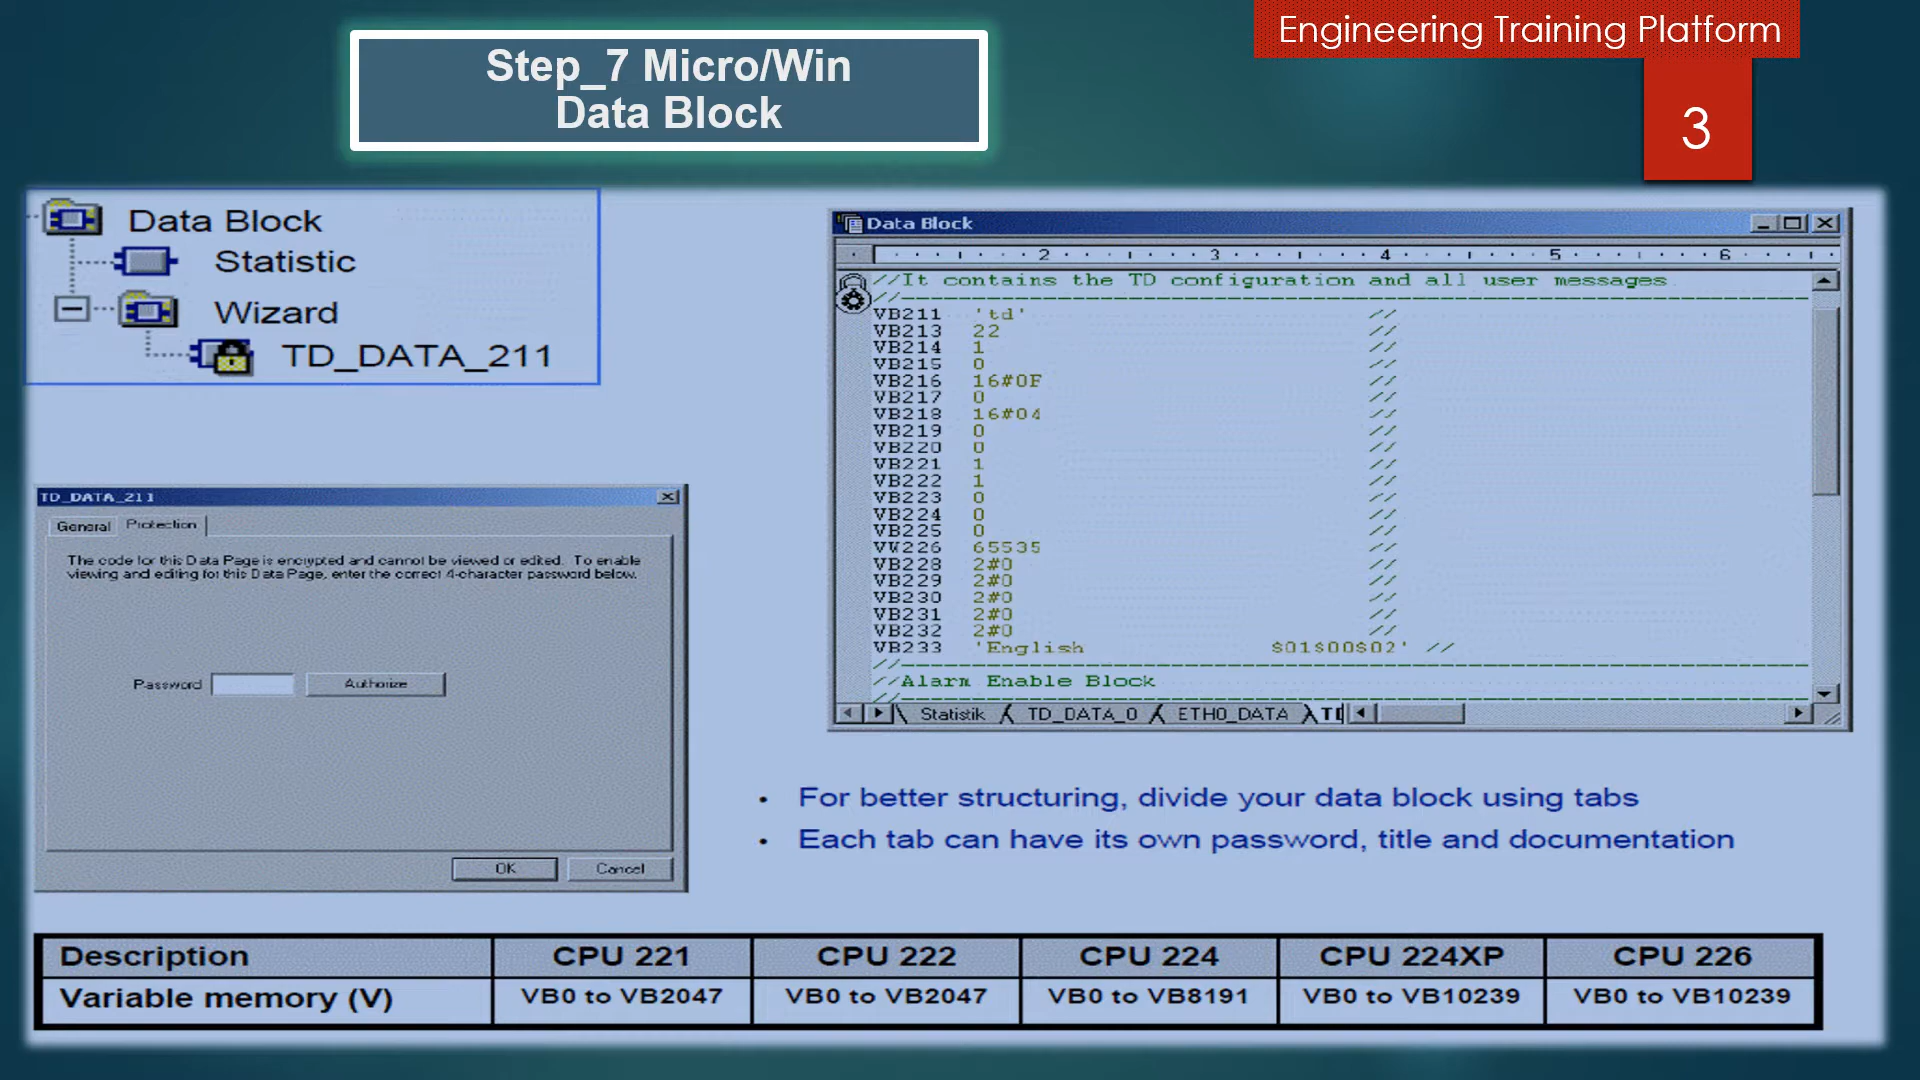 Engineering Training Platform
Step_7 Micro/Win
Data Block
3
Data Block
Statistic
Wizard
TD_DATA_211
Data Block
2 3 4 5 6
//It contains the TD configuration and all user messages
//
VB211 'td' //
VB213 22 //
VB214 1 //
VB215 0 //
VB216 16#0F //
VB217 0 //
VB218 16#04 //
VB219 0 //
VB220 0 //
VB221 1 //
VB222 1 //
VB223 0 //
VB224 0 //
VB225 0 //
VW226 65535 //
VB228 2#0 //
VB229 2#0 //
VB230 2#0 //
VB231 2#0 //
VB232 2#0 //
VB233 'English $01$00$02' //
//
//Alarm Enable Block
//
Statistik TD_DATA_0 ETH0_DATA
TD_DATA_211
General Protection
The code for this Data Page is encrypted and cannot be viewed or edited. To enable
viewing and editing for this Data Page, enter the correct 4-character password below.
Password Authorize
OK Cancel
• For better structuring, divide your data block using tabs
• Each tab can have its own password, title and documentation
Description CPU 221 CPU 222 CPU 224 CPU 224XP CPU 226
Variable memory (V) VB0 to VB2047 VB0 to VB2047 VB0 to VB8191 VB0 to VB10239 VB0 to VB10239